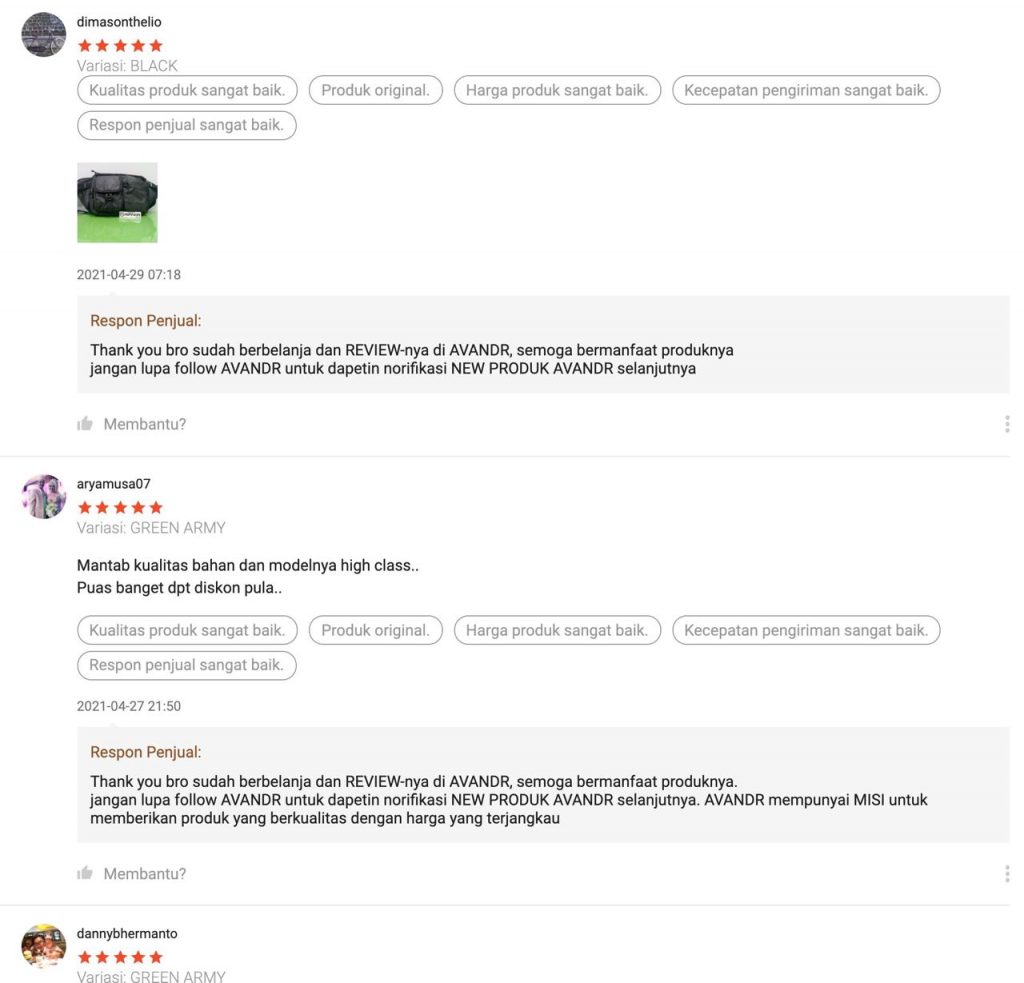 dimasonthelio
Variasi: BLACK
Kualitas produk sangat baik. Produk original. Harga produk sangat baik. Kecepatan pengiriman sangat baik.
Respon penjual sangat baik.
2021-04-29 07:18
Respon Penjual:
Thank you bro sudah berbelanja dan REVIEW-nya di AVANDR, semoga bermanfaat produknya
jangan lupa follow AVANDR untuk dapetin norifikasi NEW PRODUK AVANDR selanjutnya
Membantu?
aryamusa07
Variasi: GREEN ARMY
Mantab kualitas bahan dan modelnya high class..
Puas banget dpt diskon pula..
Kualitas produk sangat baik. Produk original. Harga produk sangat baik. Kecepatan pengiriman sangat baik.
Respon penjual sangat baik.
2021-04-27 21:50
Respon Penjual:
Thank you bro sudah berbelanja dan REVIEW-nya di AVANDR, semoga bermanfaat produknya.
jangan lupa follow AVANDR untuk dapetin norifikasi NEW PRODUK AVANDR selanjutnya. AVANDR mempunyai MISI untuk
memberikan produk yang berkualitas dengan harga yang terjangkau
Membantu?
dannybhermanto
Variasi: GREEN ARMY